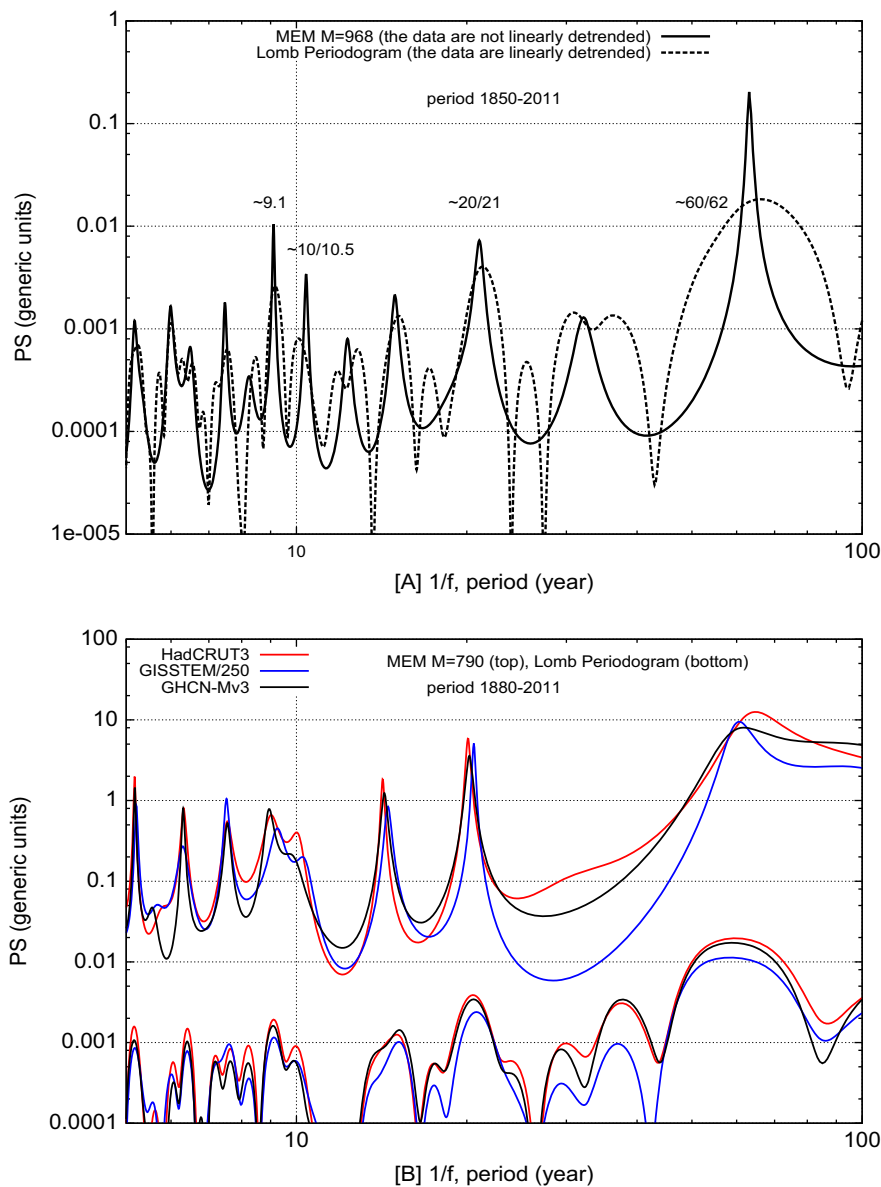 MEM M=968 (the data are not linearly detrended)
Lomb Periodogram (the data are linearly detrended)
period 1850-2011
1
0.1
0.01
0.001
0.0001
1e-005
PS (generic units)
~9.1
~10/10.5
~20/21
~60/62
10
100
[A] 1/f, period (year)
HadCRUT3
GISSTEM/250
GHCN-Mv3
MEM M=790 (top), Lomb Periodogram (bottom)
period 1880-2011
100
10
1
0.1
0.01
0.001
0.0001
PS (generic units)
10
100
[B] 1/f, period (year)